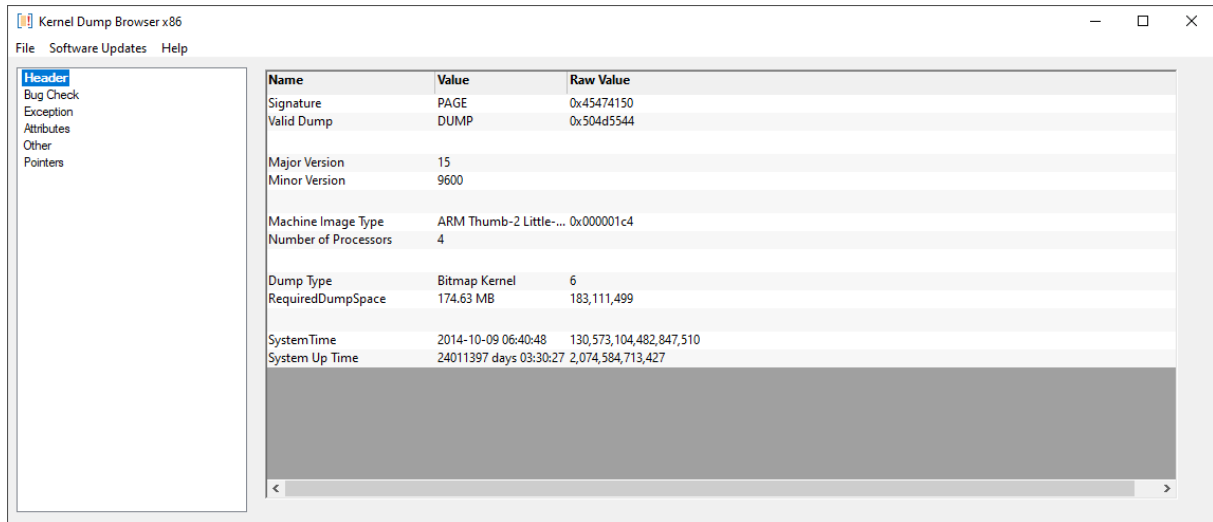 Kernel Dump Browser x86
File Software Updates Help
Header
Bug Check
Exception
Attributes
Other
Pointers
Name Value Raw Value
Signature PAGE 0x45474150
Valid Dump DUMP 0x504d5544
Major Version 15
Minor Version 9600
Machine Image Type ARM Thumb-2 Little-... 0x000001c4
Number of Processors 4
Dump Type Bitmap Kernel 6
RequiredDumpSpace 174.63 MB 183,111,499
SystemTime 2014-10-09 06:40:48 130,573,104,482,847,510
System Up Time 24011397 days 03:30:27 2,074,584,713,427